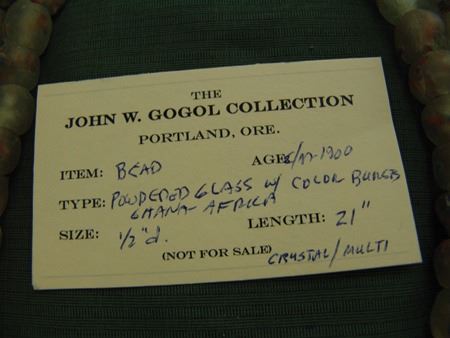 THE
JOHN W. GOGOL COLLECTION
PORTLAND, ORE.
ITEM: BEAD AGE: 1900
TYPE: POWDERED GLASS W/ COLOR
GHANA - AFRICA
SIZE: 1/2" d. LENGTH: 21"
(NOT FOR SALE)
CRYSTAL/MULTI